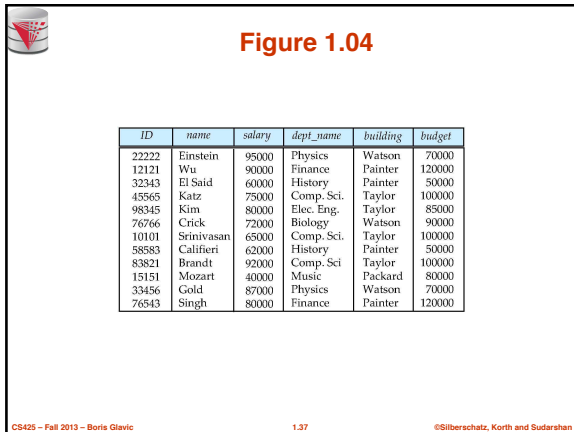 Figure 1.04
ID name salary dept_name building budget
22222 Einstein 95000 Physics Watson 70000
12121 Wu 90000 Finance Painter 120000
32343 El Said 60000 History Painter 50000
45565 Katz 75000 Comp. Sci. Taylor 100000
98345 Kim 80000 Elec. Eng. Taylor 85000
76766 Crick 72000 Biology Watson 90000
10101 Srinivasan 65000 Comp. Sci. Taylor 100000
58583 Califieri 62000 History Painter 50000
83821 Brandt 92000 Comp. Sci Taylor 100000
15151 Mozart 40000 Music Packard 80000
33456 Gold 87000 Physics Watson 70000
76543 Singh 80000 Finance Painter 120000
CS425 – Fall 2013 – Boris Glavic 1.37 ©Silberschatz, Korth and Sudarshan